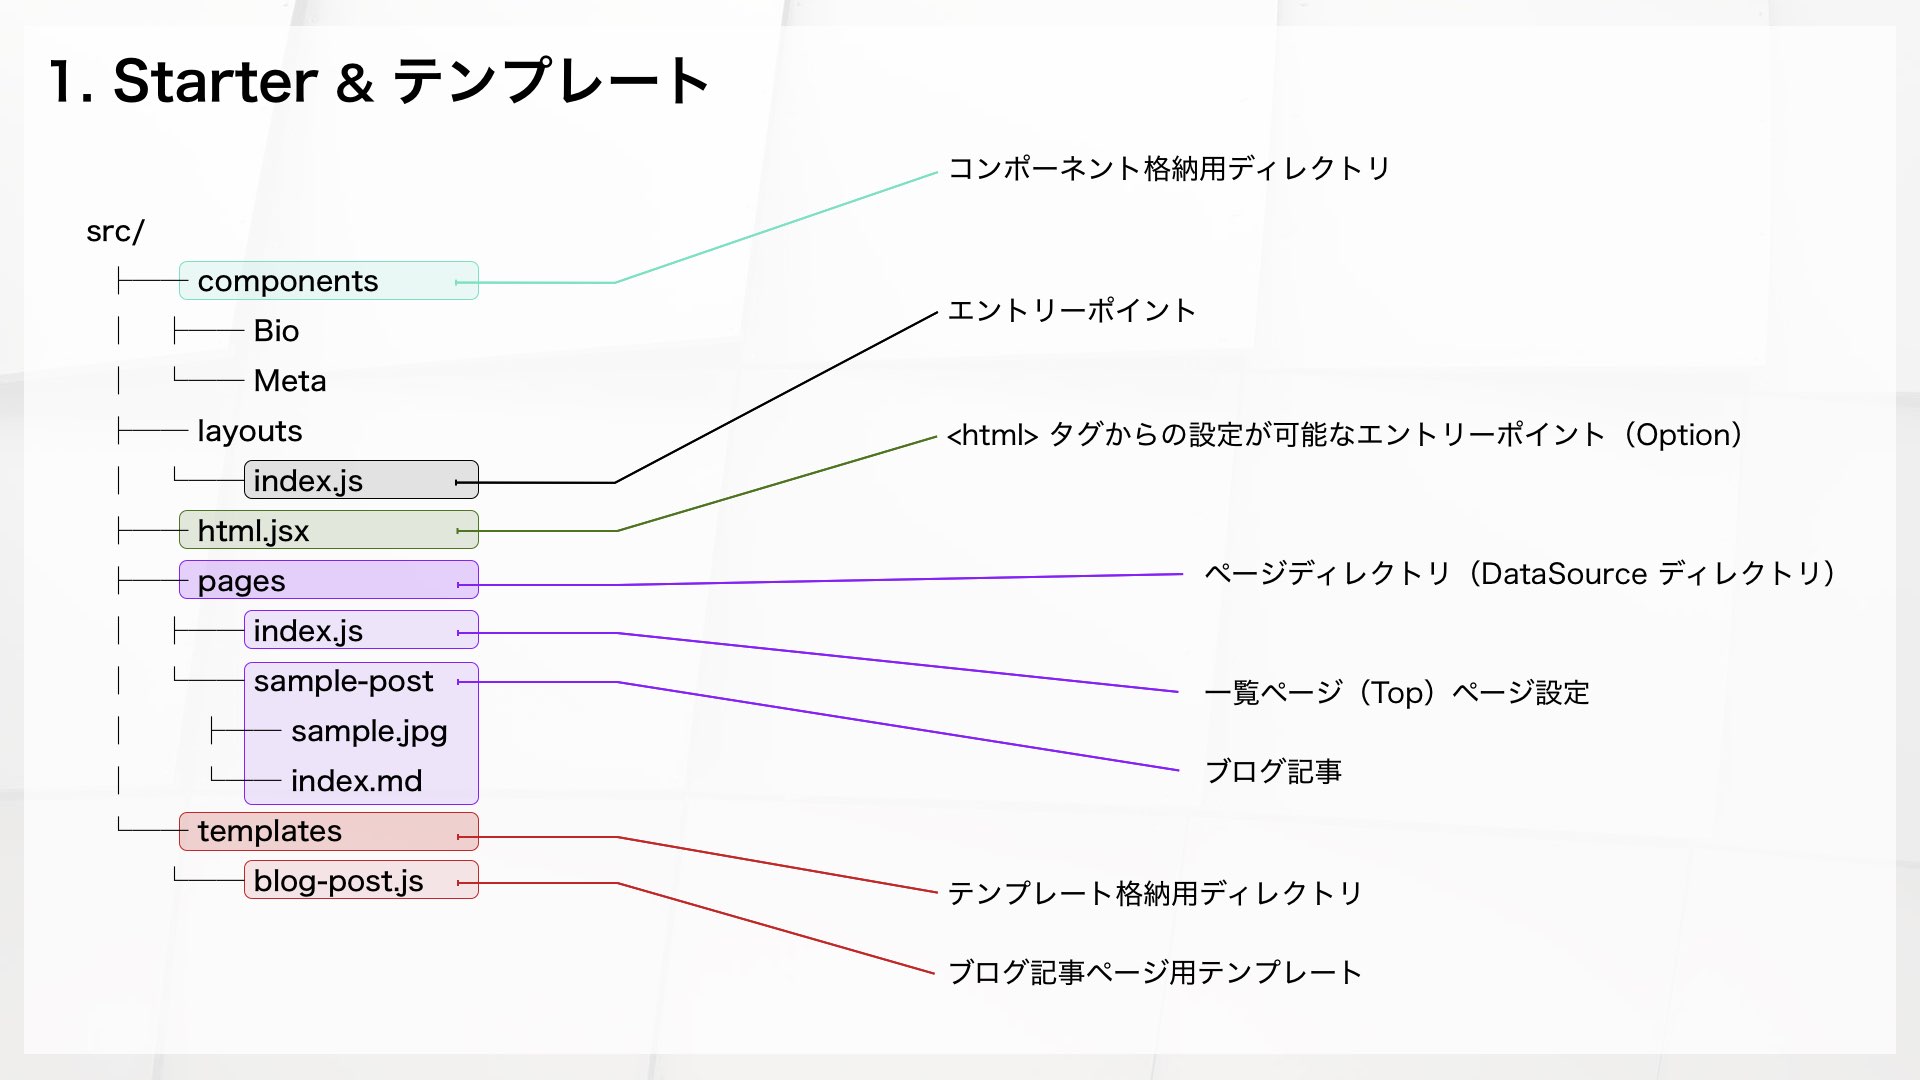 1. Starter & テンプレート
src/
components
Bio
Meta
layouts
index.js
html.jsx
pages
index.js
sample-post
sample.jpg
index.md
templates
blog-post.js
コンポーネント格納用ディレクトリ
エントリーポイント
<html> タグからの設定が可能なエントリーポイント（Option）
ページディレクトリ（DataSource ディレクトリ）
一覧ページ（Top）ページ設定
ブログ記事
テンプレート格納用ディレクトリ
ブログ記事ページ用テンプレート